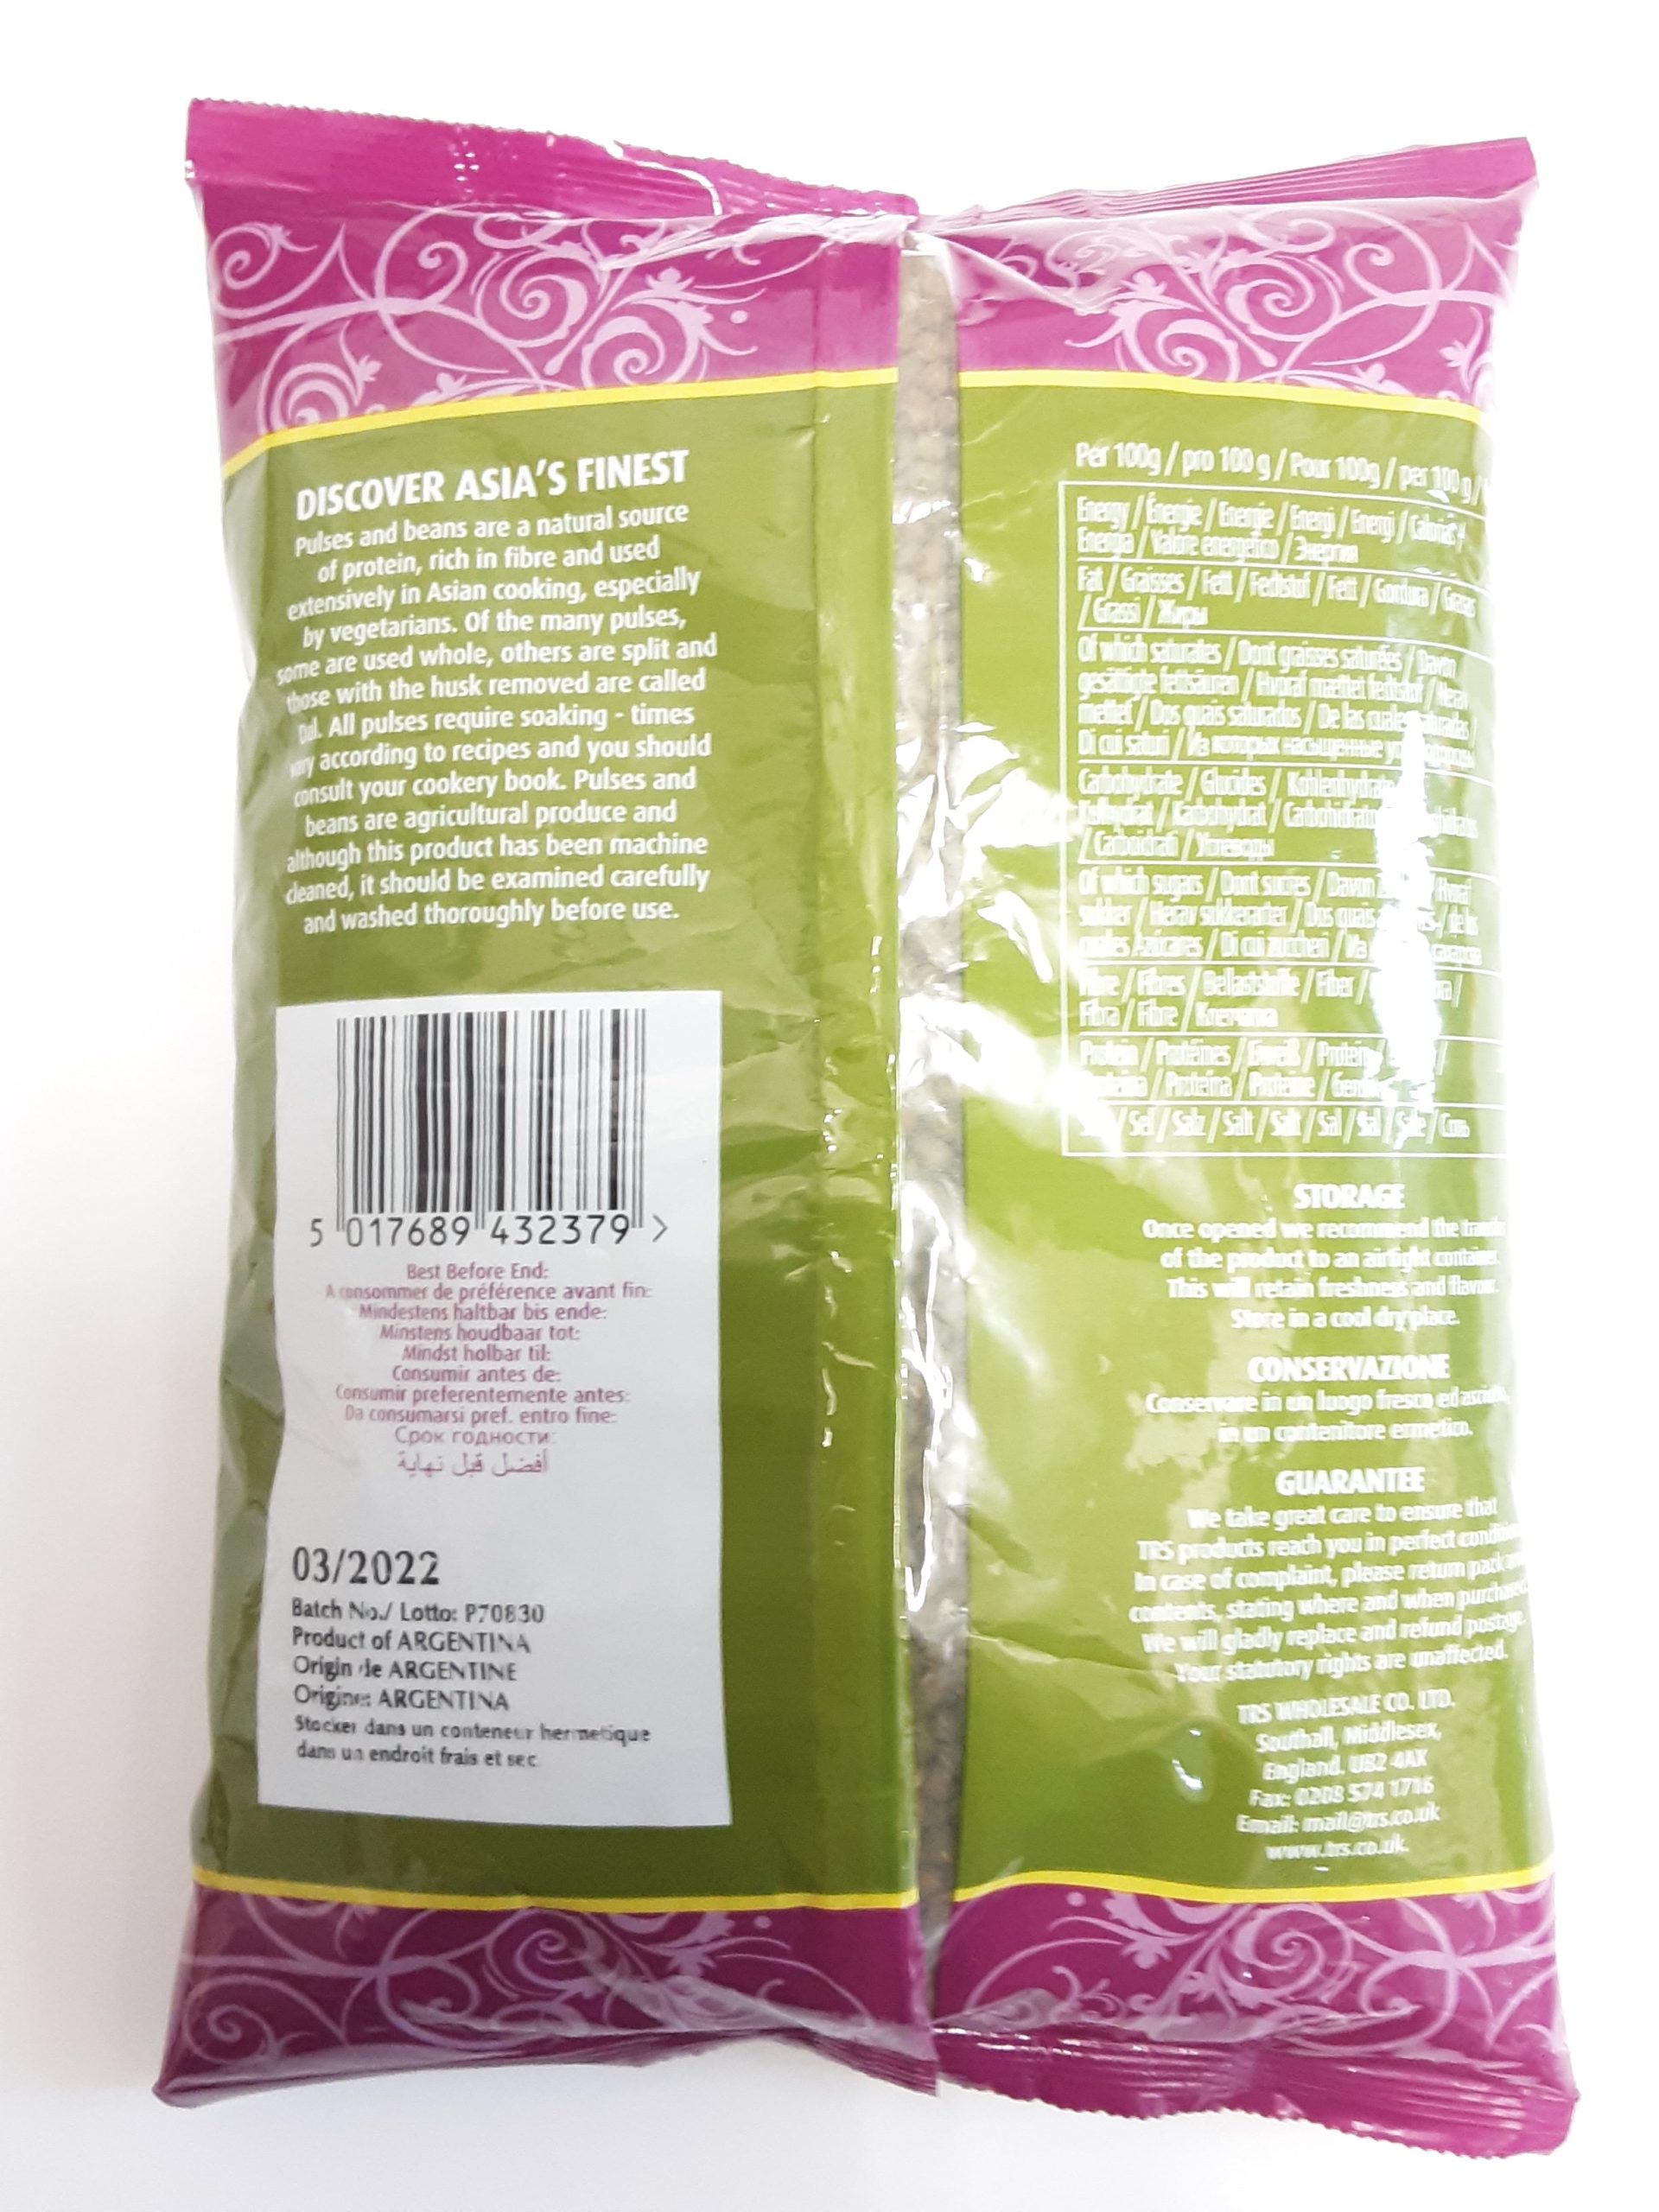 DISCOVER ASIA'S FINEST
Pulses and beans are a natural source
of protein, rich in fibre and used
extensively in Asian cooking, especially
by vegetarians. Of the many pulses,
some are used whole, others are split and
those with the husk removed are called
Dal. All pulses require soaking - times
vary according to recipes and you should
consult your cookery book. Pulses and
beans are agricultural produce and
although this product has been machine
cleaned, it should be examined carefully
and washed thoroughly before use.
5 017689 432379 >
Best Before End:
A consommer de préférence avant fin:
Mindestens haltbar bis ende:
Minstens houdbaar tot:
Mindst holbar til:
Consumir antes de:
Consumir preferentemente antes:
Da consumarsi pref. entro fine:
Срок годности:
أفضل قبل نهاية
03/2022
Batch No./ Lotto: P70830
Product of ARGENTINA
Origin de ARGENTINE
Origine: ARGENTINA
Stocker dans un conteneur hermetique
dans un endroit frais et sec
Per 100g / pro 100 g / Pour 100g / per 100 g /
Energy / Énergie / Energie / Energi / Energi / Calorias /
Energia / Valore energetico / Энергия
Fat / Graisses / Fett / Fedtstof / Fett / Gordura / Grasas
/ Grassi / Жиры
Of which saturates / Dont graisses saturées / Davon
gesättigte fettsäuren / Hvoraf mættet fedtstof / Herav
mettet / Dos quais saturados / De las cuales saturadas /
Di cui saturi / Из которых насыщенные
Carbohydrate / Glucides / Kohlenhydrate
Kulhydrat / Karbohydrat / Carbohidrato
/ Carboidrati / Углеводы
Of which sugars / Dont sucres / Davon Hvoraf
sukker / Herav sukkerarter / Dos quais / de los
cuales Azúcares / Di cui zuccheri / Из
Fibre / Fibres / Ballaststoffe / Fiber /
Fibra / Fibre / Клетчатка
Protein / Protéines / Eiweiß / Protein /
Proteina / Proteína / Proteine /
/ Sel / Salz / Salt / Salt / Sal / Sal / Sale / Соль
STORAGE
Once opened we recommend the transfer
of the product to an airtight container.
This will retain freshness and flavour.
Store in a cool dry place.
CONSERVAZIONE
Conservare in un luogo fresco ed asciutto,
in un contenitore ermetico.
GUARANTEE
We take great care to ensure that
TRS products reach you in perfect condition.
In case of complaint, please return pack and
contents, stating where and when purchased.
We will gladly replace and refund postage.
Your statutory rights are unaffected.
TRS WHOLESALE CO. LTD.
Southall, Middlesex,
England. UB2 4AX
Fax: 0208 574 1716
Email: mail@trs.co.uk
www.trs.co.uk.